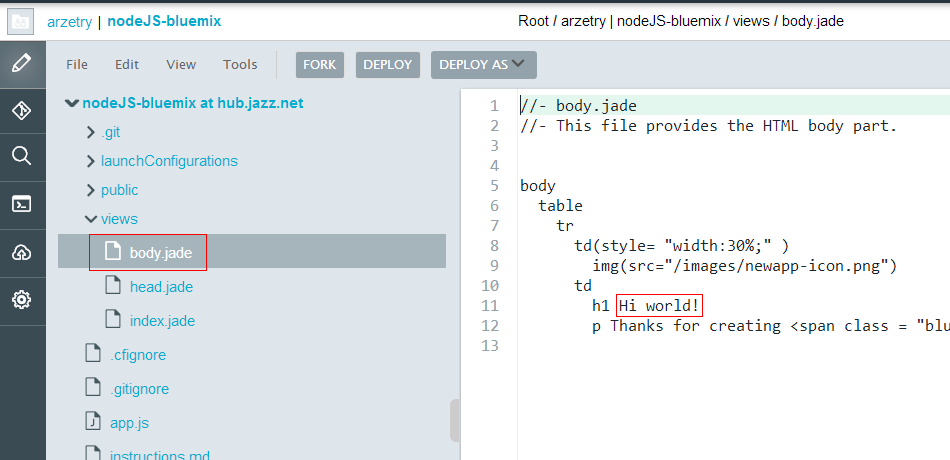 arzetry | nodeJS-bluemix
Root / arzetry | nodeJS-bluemix / views / body.jade
File Edit View Tools FORK DEPLOY DEPLOY AS
nodeJS-bluemix at hub.jazz.net
.git
launchConfigurations
public
views
body.jade
head.jade
index.jade
.cfignore
.gitignore
app.js
instructions.md
1 //- body.jade
2 //- This file provides the HTML body part.
3
4
5 body
6 table
7 tr
8 td(style= "width:30%;" )
9 img(src="/images/newapp-icon.png")
10 td
11 h1 Hi world!
12 p Thanks for creating <span class = "blu
13